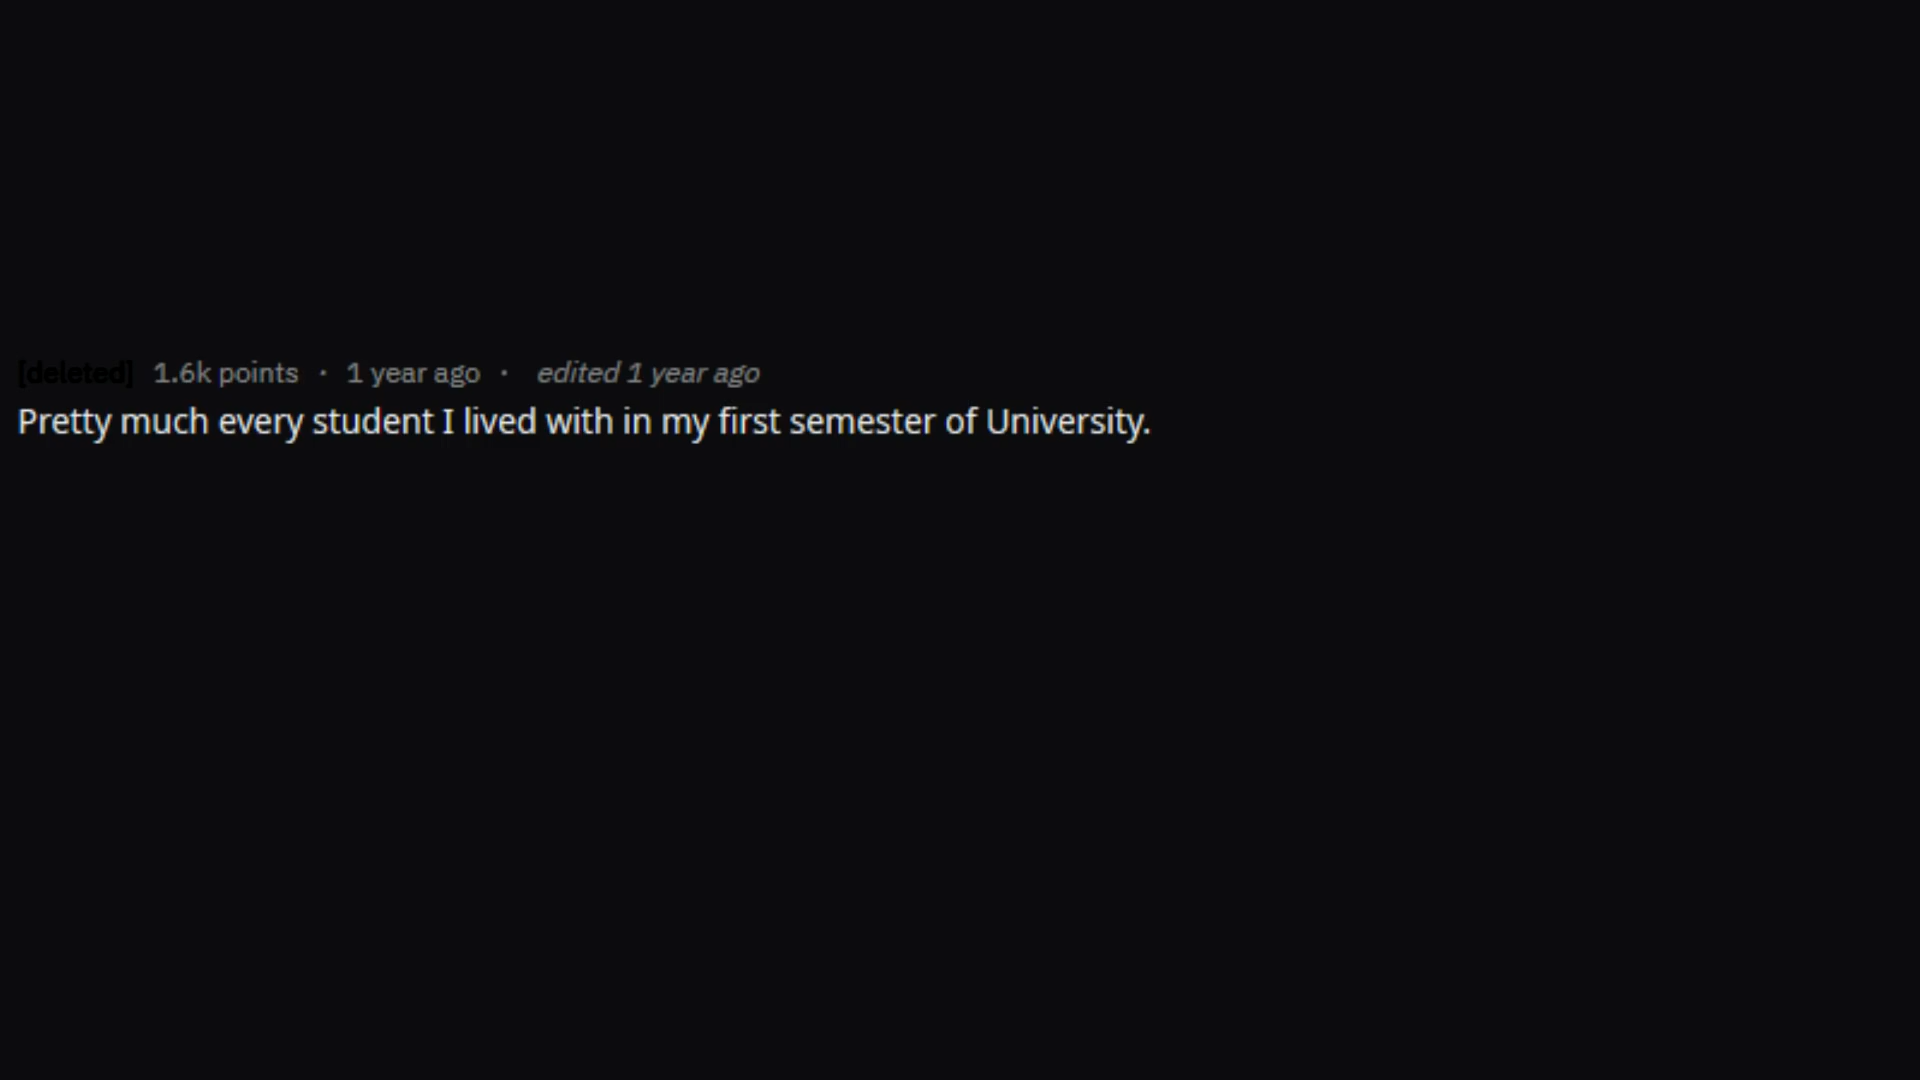 [deleted] 1.6k points · 1 year ago · edited 1 year ago
Pretty much every student I lived with in my first semester of University.